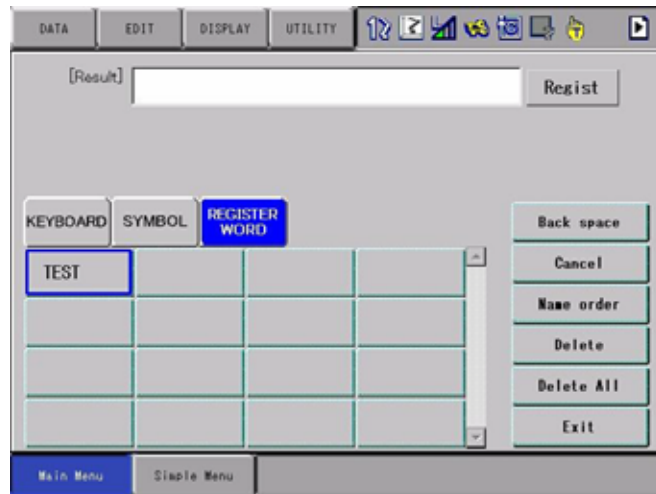 DATA EDIT DISPLAY UTILITY
[Result] Regist
KEYBOARD SYMBOL REGISTER WORD
Back space
TEST
Cancel
Name order
Delete
Delete All
Exit
Main Menu Simple Menu